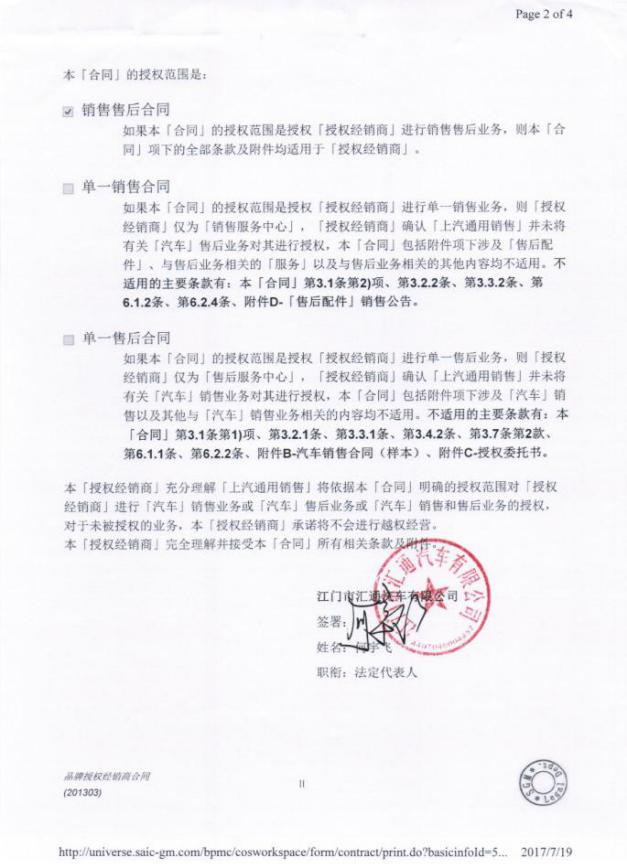 Page 2 of 4
本「合同」的授权范围是：
销售售后合同
如果本「合同」的授权范围是授权「授权经销商」进行销售售后业务，则本「合
同」项下的全部条款及附件均适用于「授权经销商」。
单一销售合同
如果本「合同」的授权范围是授权「授权经销商」进行单一销售业务，则「授权
经销商」仅为「销售服务中心」，「授权经销商」确认「上汽通用销售」并未将
有关「汽车」售后业务对其进行授权，本「合同」包括附件项下涉及「售后配
件」、与售后业务相关的「服务」以及与售后业务相关的其他内容均不适用。不
适用的主要条款有：本「合同」第3.1条第2)项、第3.2.2条、第3.3.2条、第
6.1.2条、第6.2.4条、附件D-「售后配件」销售公告。
单一售后合同
如果本「合同」的授权范围是授权「授权经销商」进行单一售后业务，则「授权
经销商」仅为「售后服务中心」，「授权经销商」确认「上汽通用销售」并未将
有关「汽车」销售业务对其进行授权，本「合同」包括附件项下涉及「汽车」销
售以及其他与「汽车」销售业务相关的内容均不适用。不适用的主要条款有：本
「合同」第3.1条第1)项、第3.2.1条、第3.3.1条、第3.4.2条、第3.7条第2款、
第6.1.1条、第6.2.2条、附件B-汽车销售合同（样本）、附件C-授权委托书。
本「授权经销商」充分理解「上汽通用销售」将依据本「合同」明确的授权范围对「授权
经销商」进行「汽车」销售业务或「汽车」售后业务或「汽车」销售和售后业务的授权，
对于未被授权的业务，本「授权经销商」承诺将不会进行越权经营。
本「授权经销商」完全理解并接受本「合同」所有相关条款及附件。
江门市汇通汽车有限公司
签署：
姓名：何宇飞
职衔：法定代表人
品牌授权经销商合同
(201303)
II
SGM Legal Dept.
http://universe.saic-gm.com/bpmc/cosworkspace/form/contract/print.do?basicinfoId=5... 2017/7/19